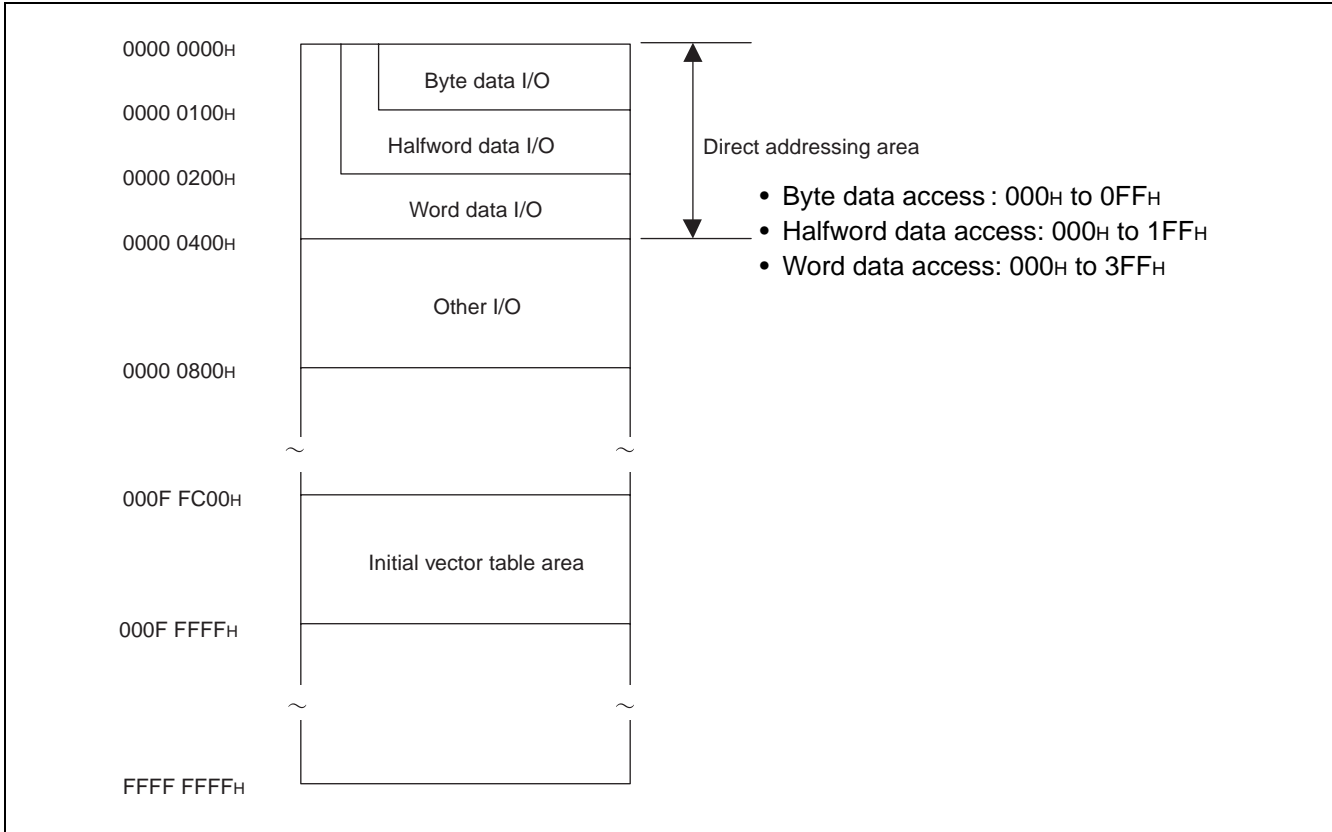 0000 0000H
Byte data I/O
0000 0100H
Halfword data I/O
Direct addressing area
0000 0200H
• Byte data access : 000H to 0FFH
Word data I/O
• Halfword data access: 000H to 1FFH
0000 0400H
• Word data access: 000H to 3FFH
Other I/O
0000 0800H
~ ~
000F FC00H
Initial vector table area
000F FFFFH
~ ~
FFFF FFFFH